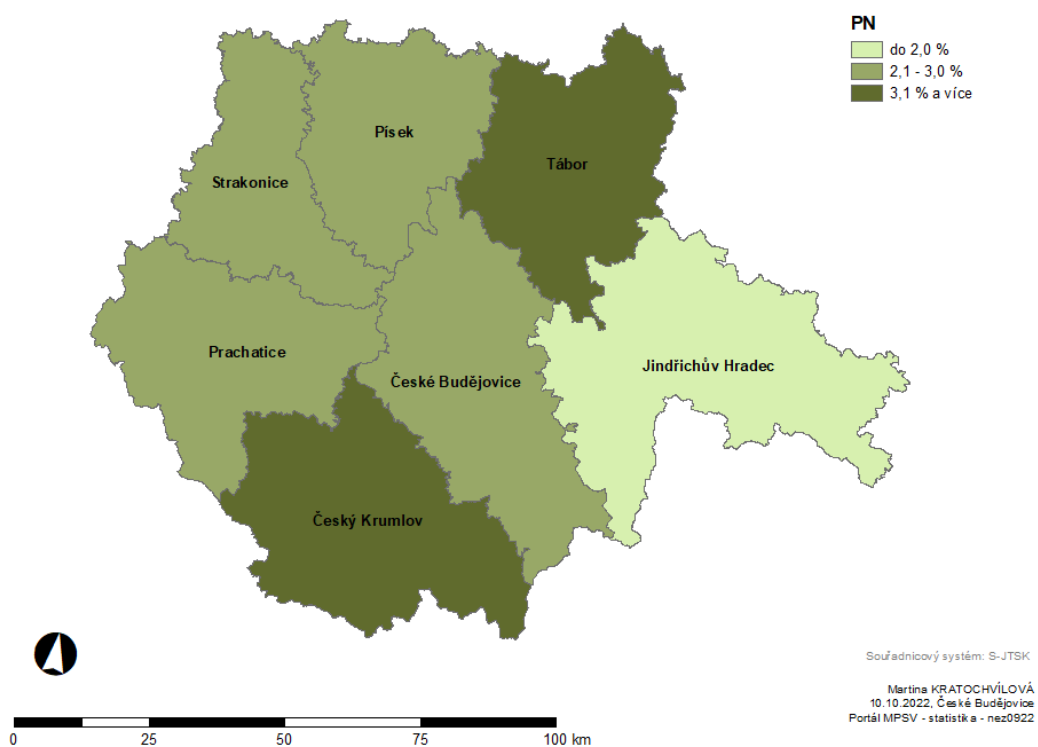 PN
do 2,0 %
2,1 - 3,0 %
3,1 % a více
Písek
Tábor
Strakonice
Prachatice
České Budějovice
Jindřichův Hradec
Český Krumlov
Souřadnicový systém: S-JTSK
Martina KRATOCHVÍLOVÁ
10.10.2022, České Budějovice
Portál MPSV - statistika - nez0922
0 25 50 75 100 km